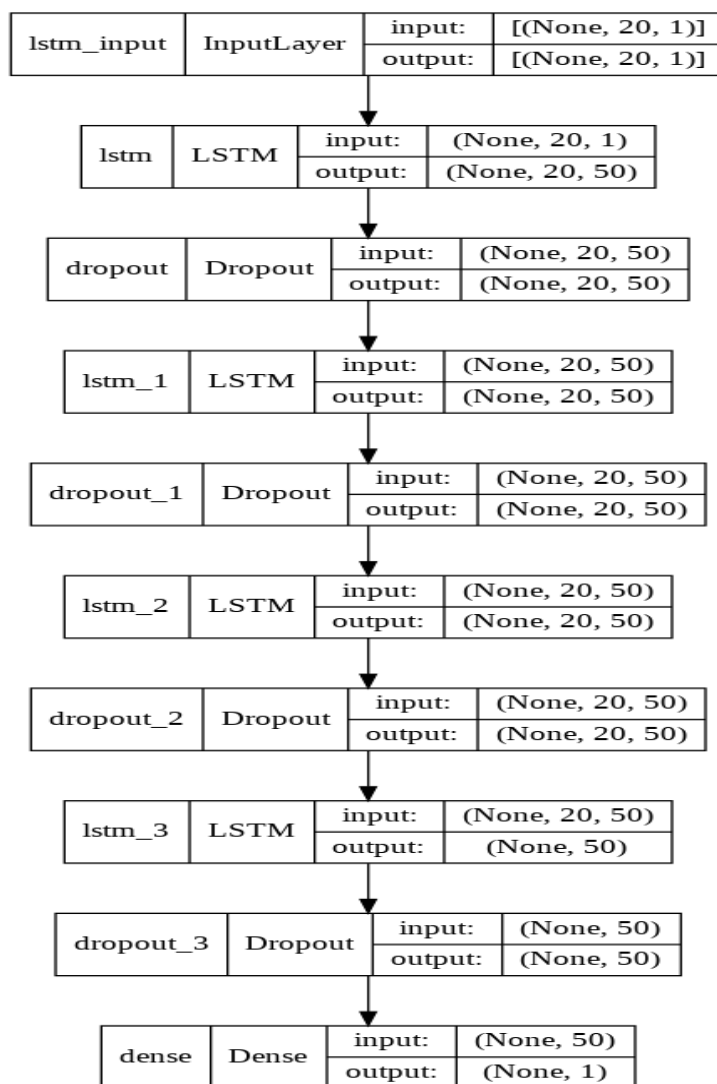 lstm_input InputLayer input: [(None, 20, 1)]
output: [(None, 20, 1)]
lstm LSTM input: (None, 20, 1)
output: (None, 20, 50)
dropout Dropout input: (None, 20, 50)
output: (None, 20, 50)
lstm_1 LSTM input: (None, 20, 50)
output: (None, 20, 50)
dropout_1 Dropout input: (None, 20, 50)
output: (None, 20, 50)
lstm_2 LSTM input: (None, 20, 50)
output: (None, 20, 50)
dropout_2 Dropout input: (None, 20, 50)
output: (None, 20, 50)
lstm_3 LSTM input: (None, 20, 50)
output: (None, 50)
dropout_3 Dropout input: (None, 50)
output: (None, 50)
dense Dense input: (None, 50)
output: (None, 1)